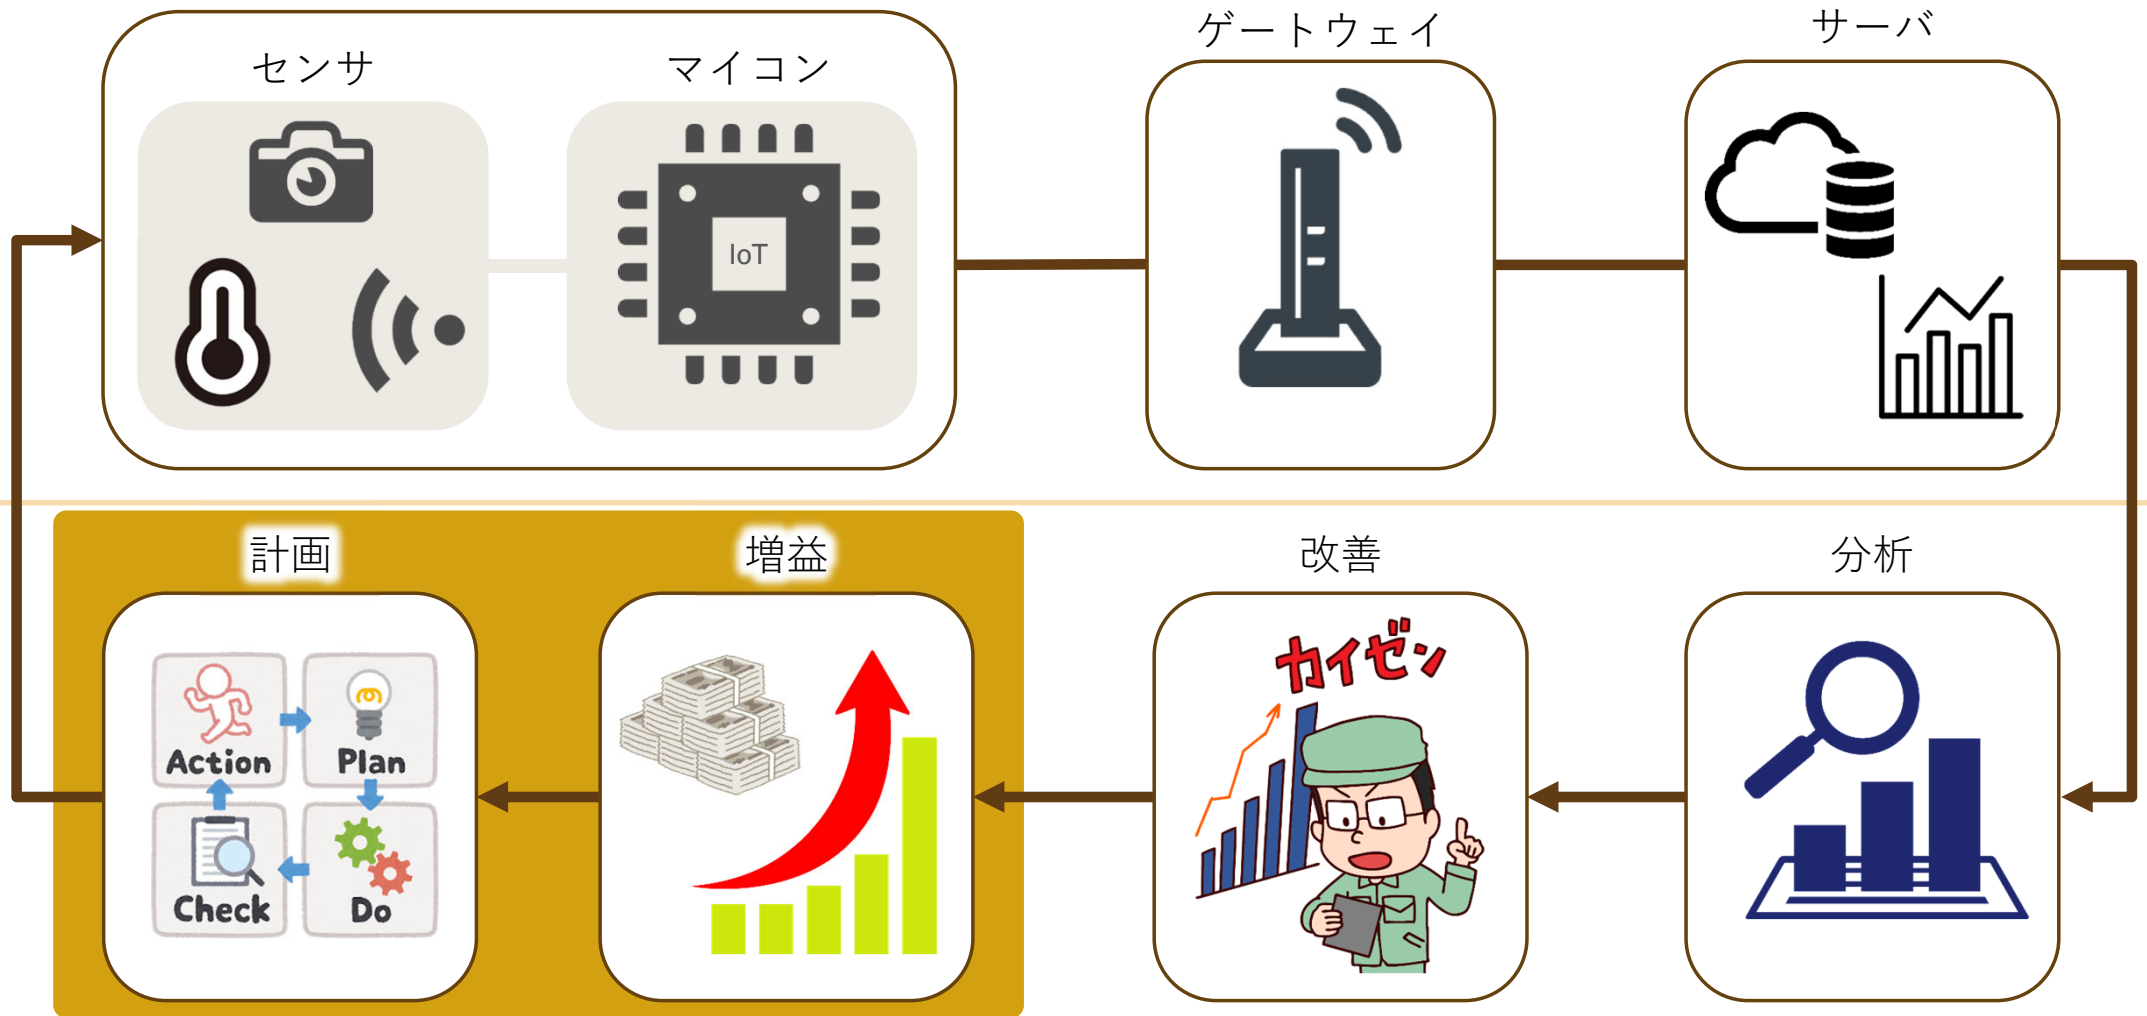 センサ
マイコン
ゲートウェイ
サーバ
IoT
計画
増益
改善
分析
カイゼン
Action
Plan
Check
Do